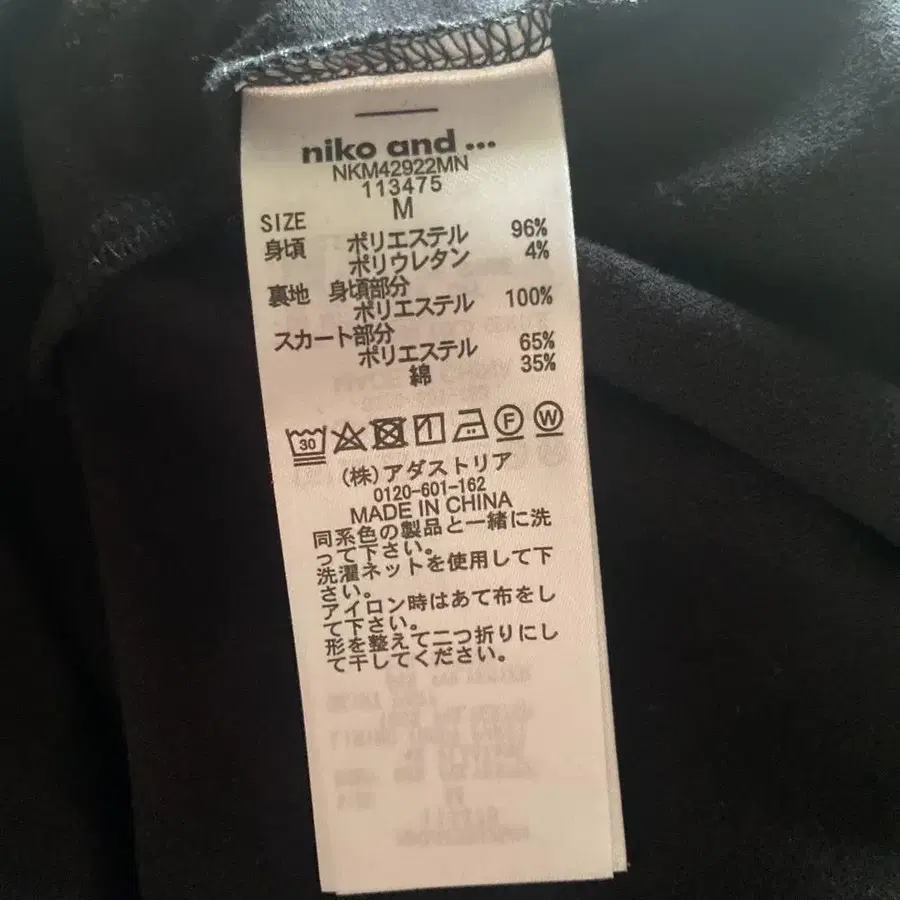 niko and ...
NKM42922MN
113475
M
SIZE
身頃 ポリエステル 96%
ポリウレタン 4%
裏地 身頃部分
ポリエステル 100%
スカート部分
ポリエステル 65%
綿 35%
30 F W
(株)アダストリア
0120-601-162
MADE IN CHINA
同系色の製品と一緒に洗
って下さい。
洗濯ネットを使用して下
さい。
アイロン時はあて布をし
て下さい。
形を整えて二つ折りにし
て干してください。